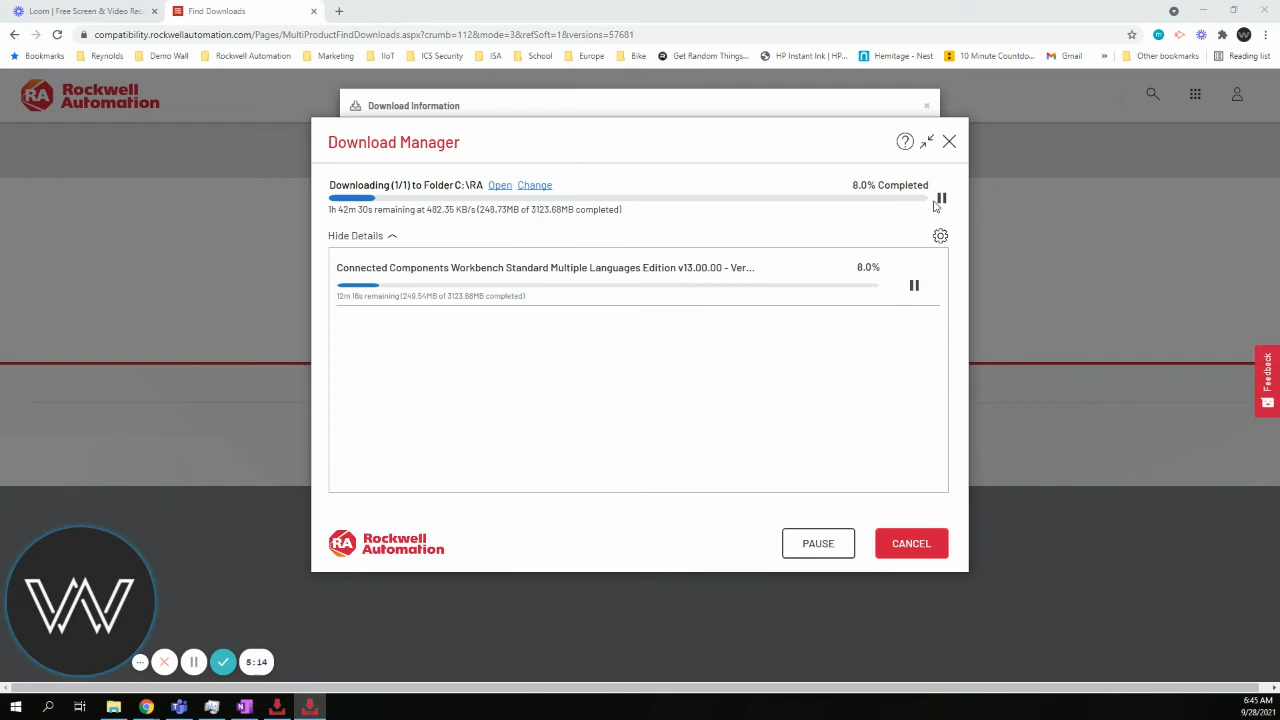 Loom | Free Screen & Video Rec
Find Downloads
compatibility.rockwellautomation.com/Pages/MultiProductFindDownloads.aspx?crumb=112&mode=3&refSoft=1&versions=57681
Bookmarks
Reynolds
Demo Wall
Rockwell Automation
Marketing
IIoT
ICS Security
ISA
School
Europe
Bike
Get Random Things...
HP Instant Ink | HP...
Hemitage - Nest
10 Minute Countdo...
Gmail
»
Other bookmarks
Reading list
RA Rockwell Automation
Download Information
Download Manager
Downloading (1/1) to Folder C:\RA Open Change
8.0% Completed
1h 42m 30s remaining at 482.35 KB/s (248.73MB of 3123.68MB completed)
Hide Details
Connected Components Workbench Standard Multiple Languages Edition v13.00.00 - Ver...
8.0%
12m 16s remaining (249.54MB of 3123.68MB completed)
Feedback
RA Rockwell Automation
PAUSE
CANCEL
W
5:14
6:45 AM
9/28/2021